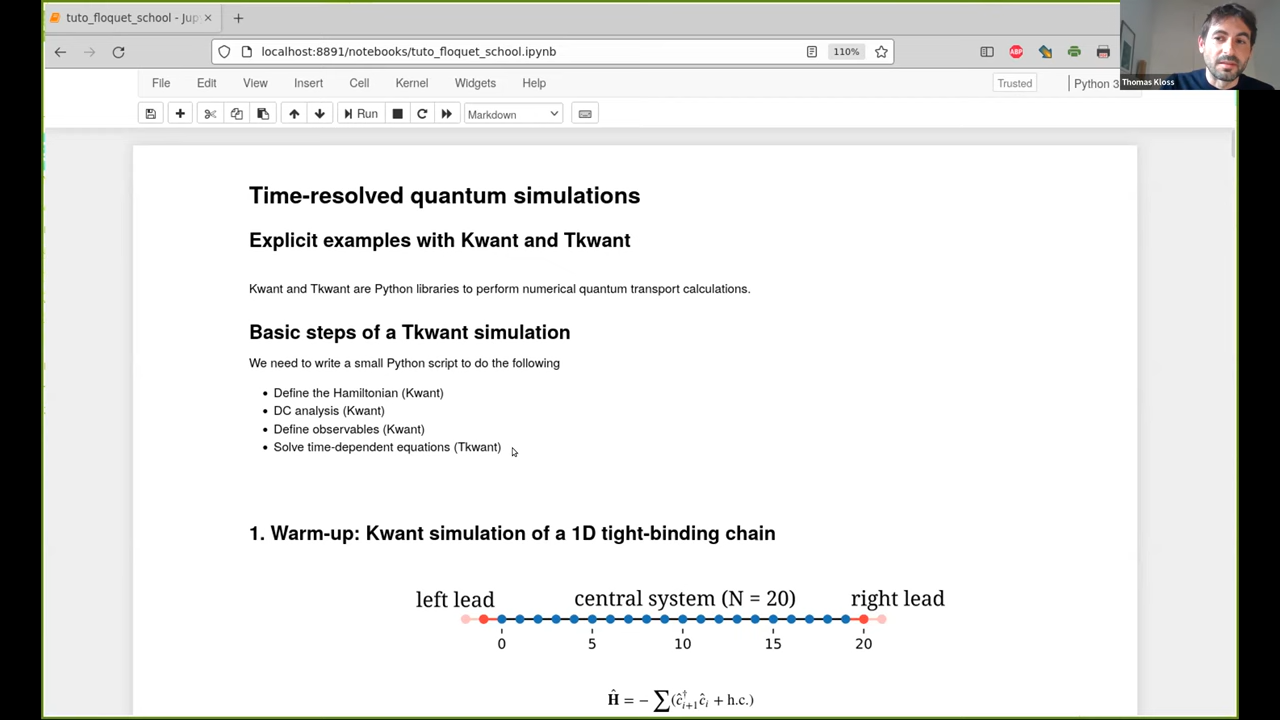 tuto_floquet_school - Jup
localhost:8891/notebooks/tuto_floquet_school.ipynb
110%
ABP
Thomas Kloss
File Edit View Insert Cell Kernel Widgets Help
Trusted
Python 3
Run
Markdown
Time-resolved quantum simulations
Explicit examples with Kwant and Tkwant
Kwant and Tkwant are Python libraries to perform numerical quantum transport calculations.
Basic steps of a Tkwant simulation
We need to write a small Python script to do the following
• Define the Hamiltonian (Kwant)
• DC analysis (Kwant)
• Define observables (Kwant)
• Solve time-dependent equations (Tkwant)
1. Warm-up: Kwant simulation of a 1D tight-binding chain
left lead central system (N = 20) right lead
0 5 10 15 20
Ĥ = − ∑(ĉ†ᵢ₊₁ĉᵢ + h.c.)